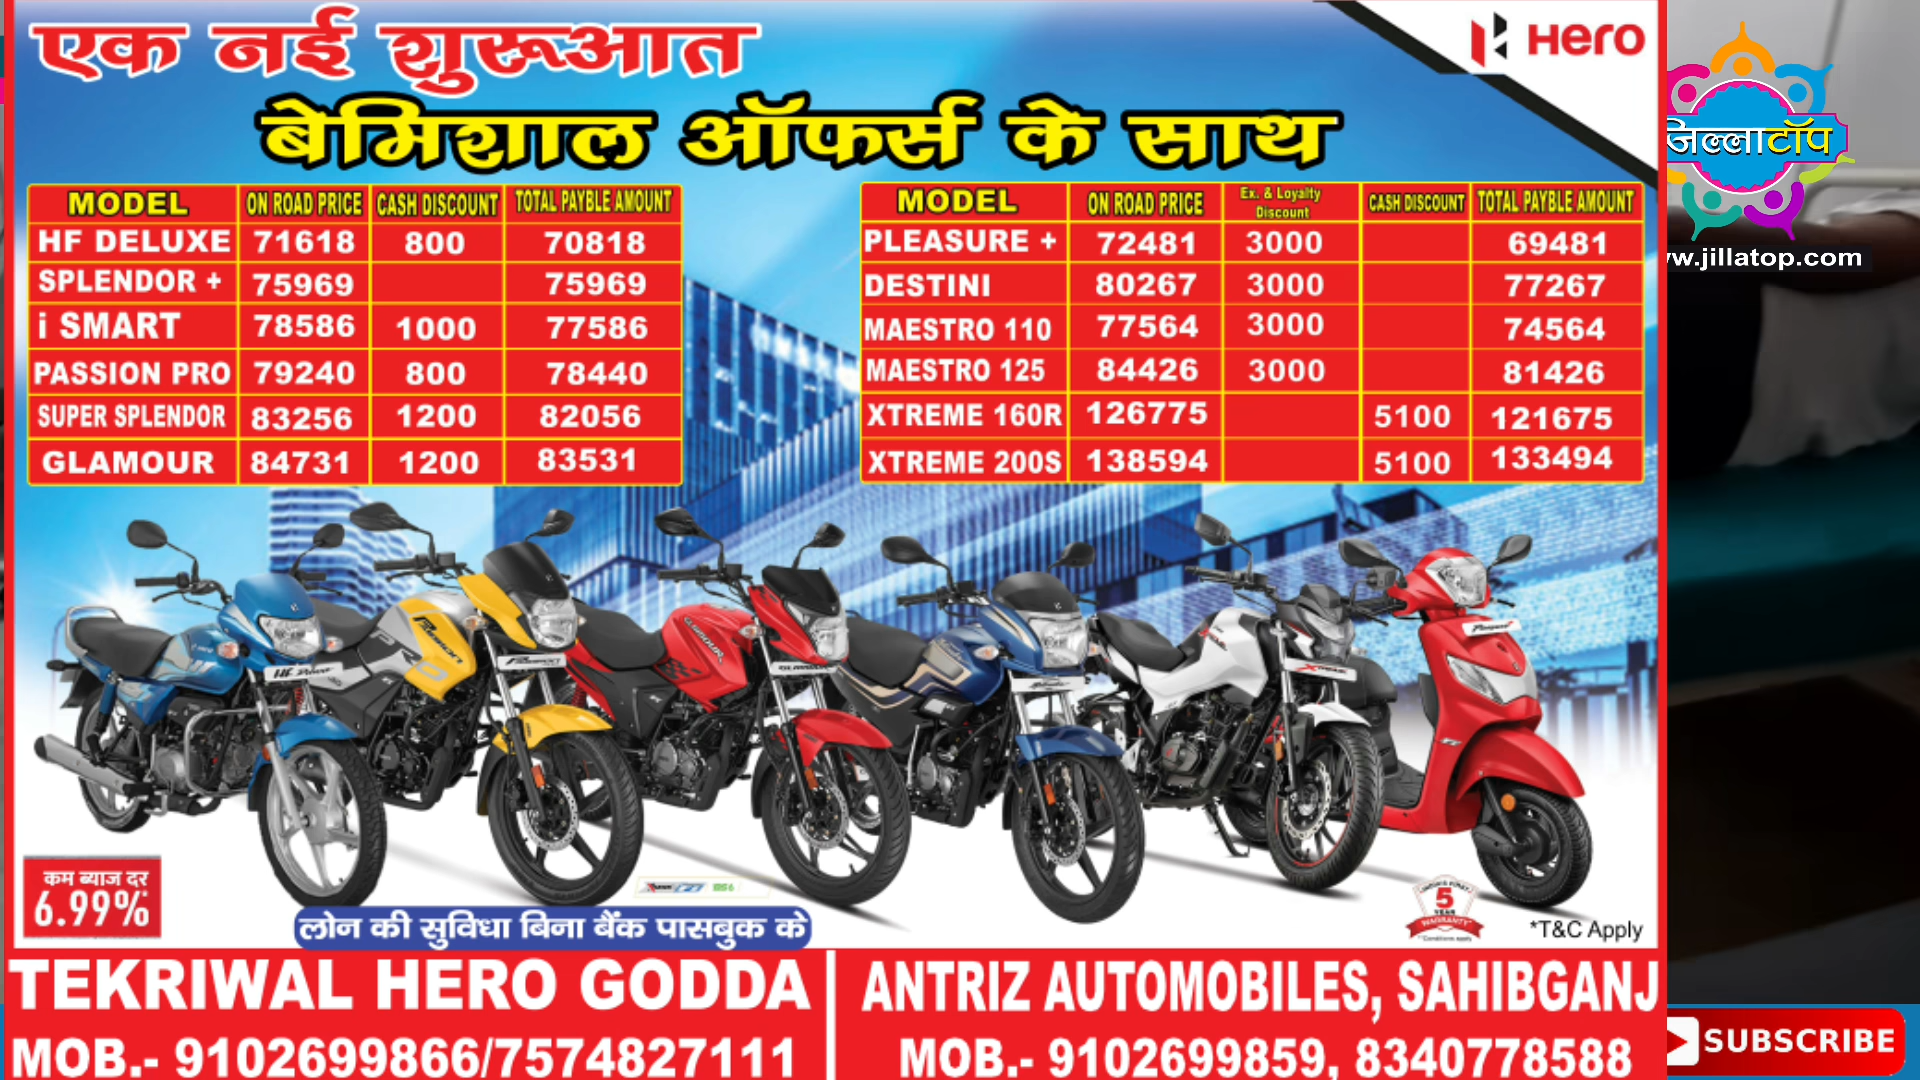 एक नई शुरूआत
Hero
बेमिशाल ऑफर्स के साथ
जिल्लाटॉप
w.jillatop.com
MODEL ON ROAD PRICE CASH DISCOUNT TOTAL PAYBLE AMOUNT
HF DELUXE 71618 800 70818
SPLENDOR + 75969 75969
i SMART 78586 1000 77586
PASSION PRO 79240 800 78440
SUPER SPLENDOR 83256 1200 82056
GLAMOUR 84731 1200 83531
MODEL ON ROAD PRICE Ex. & Loyalty Discount CASH DISCOUNT TOTAL PAYBLE AMOUNT
PLEASURE + 72481 3000 69481
DESTINI 80267 3000 77267
MAESTRO 110 77564 3000 74564
MAESTRO 125 84426 3000 81426
XTREME 160R 126775 5100 121675
XTREME 200S 138594 5100 133494
कम ब्याज दर
6.99%*
लोन की सुविधा बिना बैंक पासबुक के
5
YEAR
WARRANTY*
*T&C Apply
TEKRIWAL HERO GODDA
MOB.- 9102699866/7574827111
ANTRIZ AUTOMOBILES, SAHIBGANJ
MOB.- 9102699859, 8340778588
SUBSCRIBE